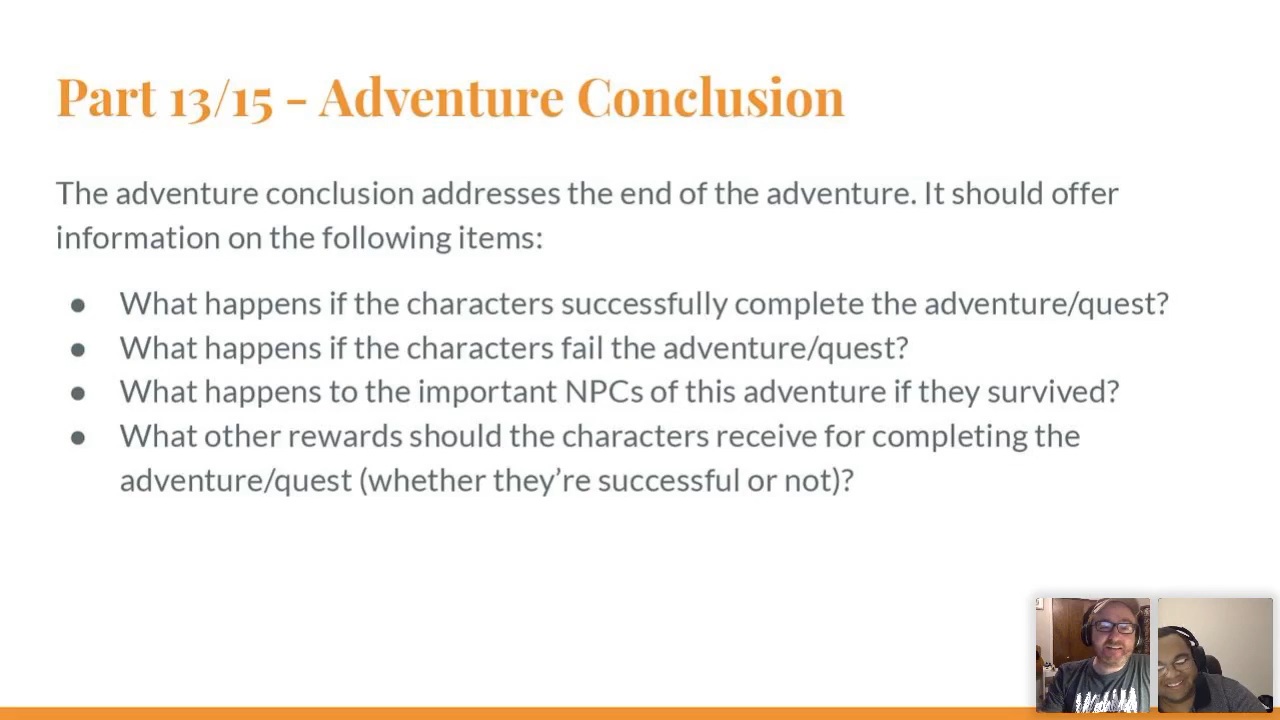 Part 13/15 - Adventure Conclusion
The adventure conclusion addresses the end of the adventure. It should offer
information on the following items:
● What happens if the characters successfully complete the adventure/quest?
● What happens if the characters fail the adventure/quest?
● What happens to the important NPCs of this adventure if they survived?
● What other rewards should the characters receive for completing the
adventure/quest (whether they’re successful or not)?